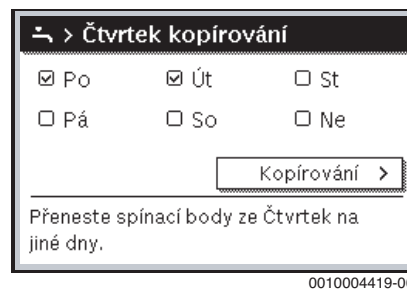 > Čtvrtek kopírování
Po Út St
Pá So Ne
Kopírování >
Přeneste spínací body ze Čtvrtek na
jiné dny.
0010004419-0